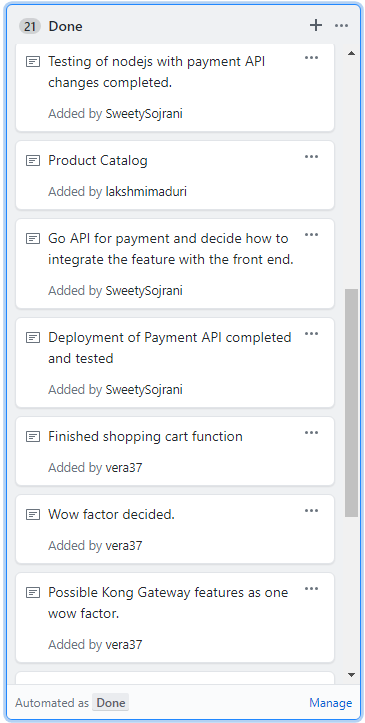 21 Done
Testing of nodejs with payment API
changes completed.
Added by SweetySojrani
Product Catalog
Added by lakshmimaduri
Go API for payment and decide how to
integrate the feature with the front end.
Added by SweetySojrani
Deployment of Payment API completed
and tested
Added by SweetySojrani
Finished shopping cart function
Added by vera37
Wow factor decided.
Added by vera37
Possible Kong Gateway features as one
wow factor.
Added by vera37
Automated as Done Manage